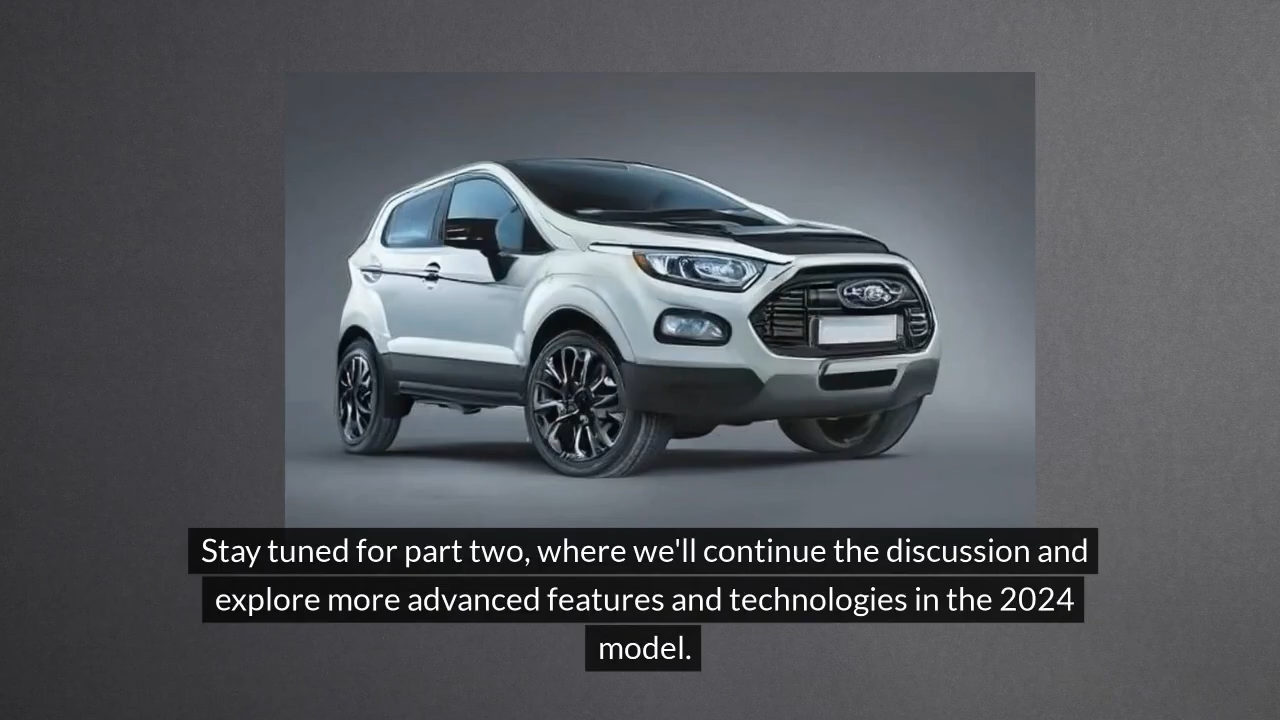 Stay tuned for part two, where we'll continue the discussion and
explore more advanced features and technologies in the 2024
model.